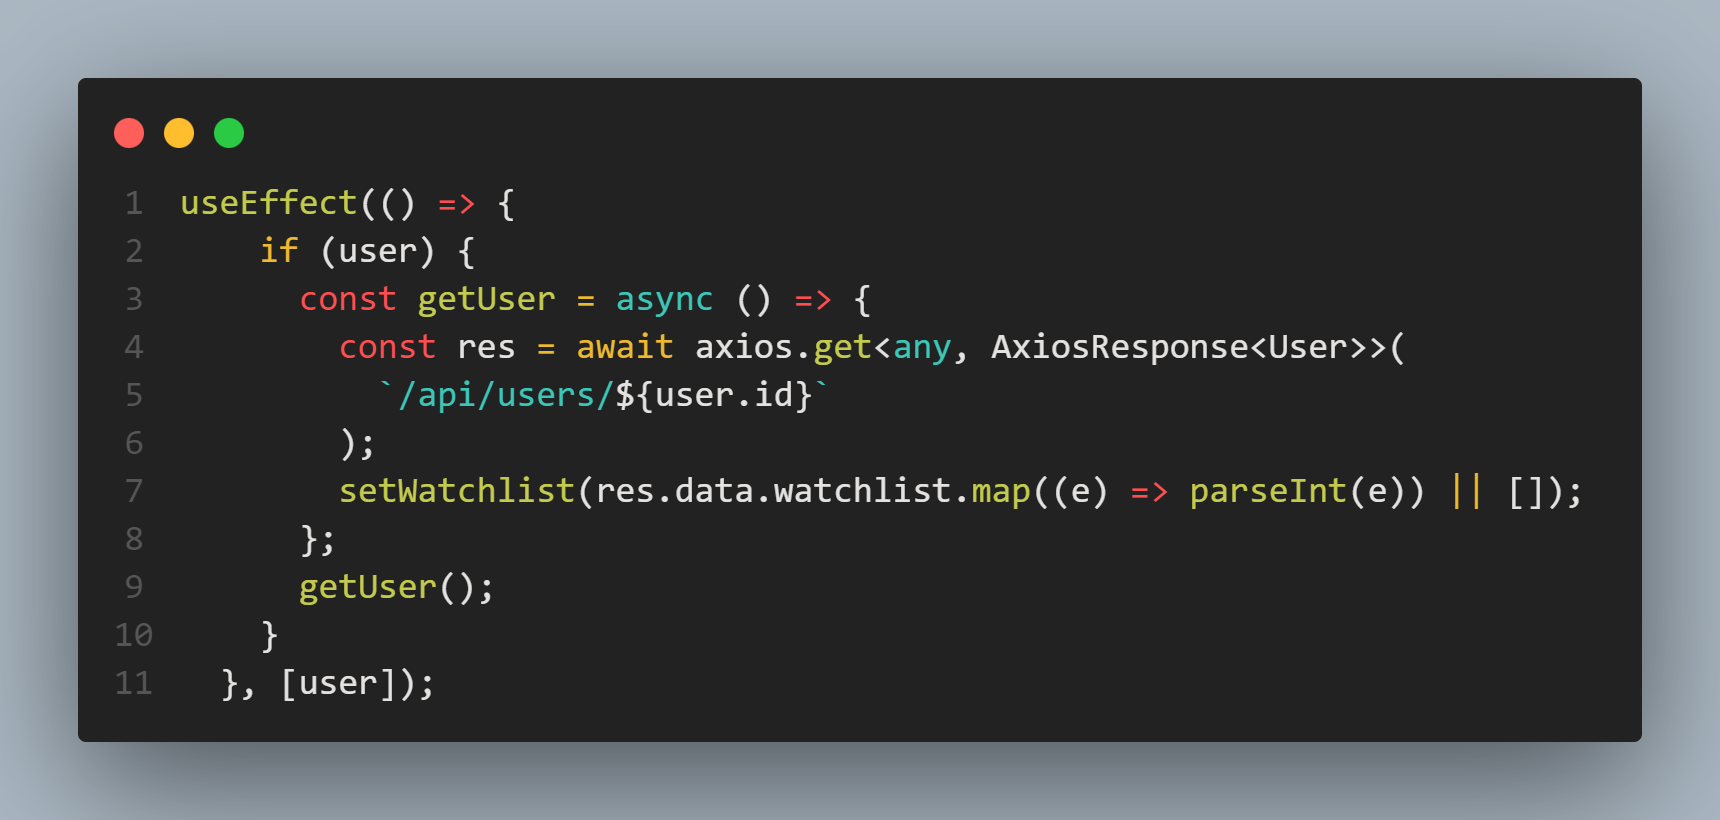 1 useEffect(() => {
2     if (user) {
3       const getUser = async () => {
4         const res = await axios.get<any, AxiosResponse<User>>(
5           `/api/users/${user.id}`
6         );
7         setWatchlist(res.data.watchlist.map((e) => parseInt(e)) || []);
8       };
9       getUser();
10     }
11   }, [user]);